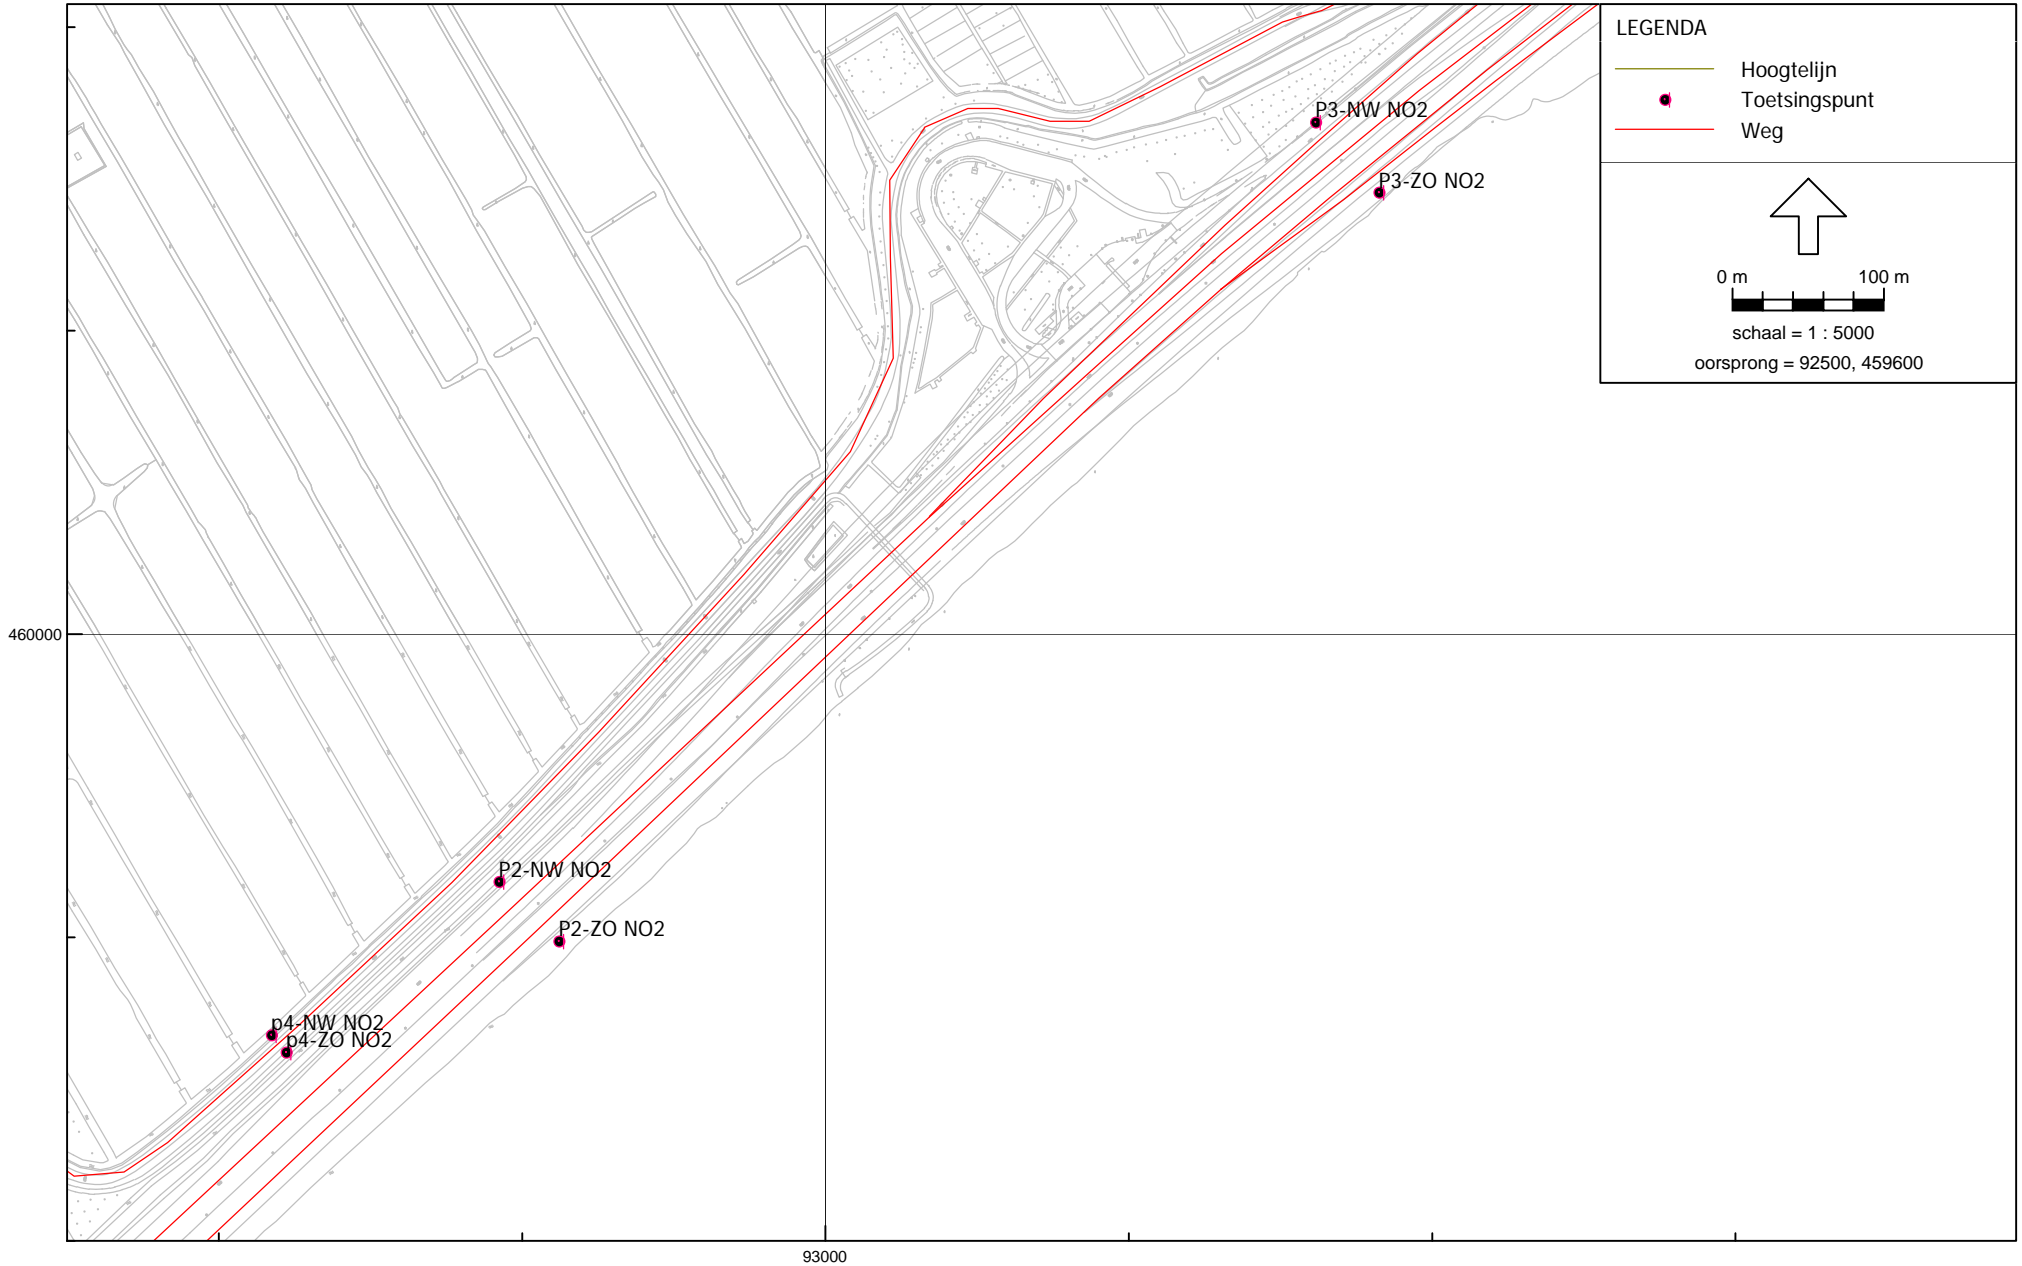 LEGENDA
Hoogtelijn
Toetsingspunt
Weg
0 m 100 m
schaal = 1 : 5000
oorsprong = 92500, 459600
P3-NW NO2
P3-ZO NO2
460000
P2-NW NO2
P2-ZO NO2
p4-NW NO2
p4-ZO NO2
93000